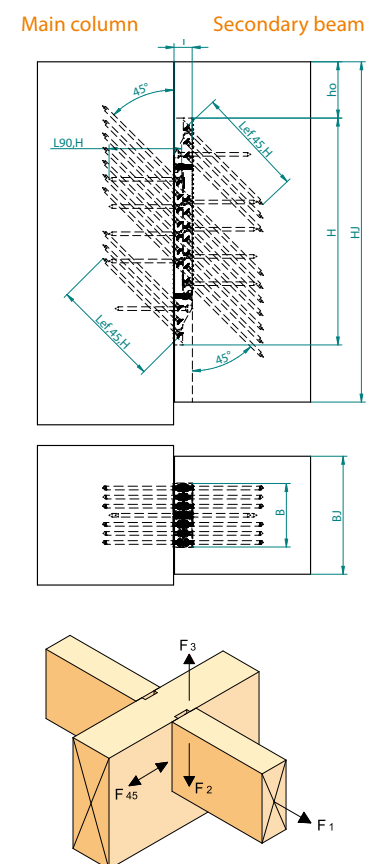 Main column Secondary beam
T
45°
ho
L90,H
Lef,45,H
H
HJ
Lef,45,H
45°
B
BJ
F3
F45
F2
F1